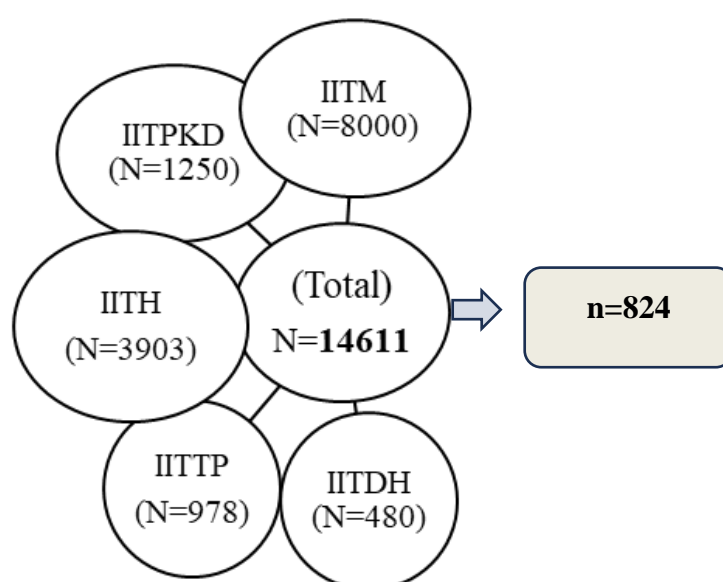 IITM
(N=8000)
IITPKD
(N=1250)
(Total)
N=14611
n=824
IITH
(N=3903)
IITTP
(N=978)
IITDH
(N=480)